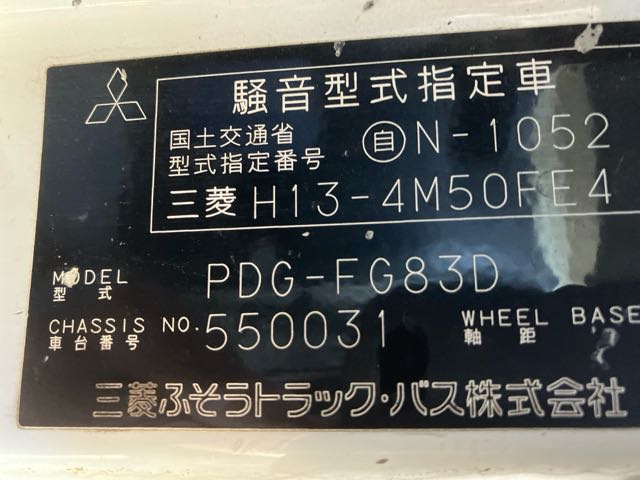 騒音型式指定車
国土交通省
型式指定番号 自N-1052
三菱 H13-4M50FE4
MODEL
型式 PDG-FG83D
CHASSIS NO. 550031 WHEEL BASE
車台番号 軸距
三菱ふそうトラック・バス株式会社